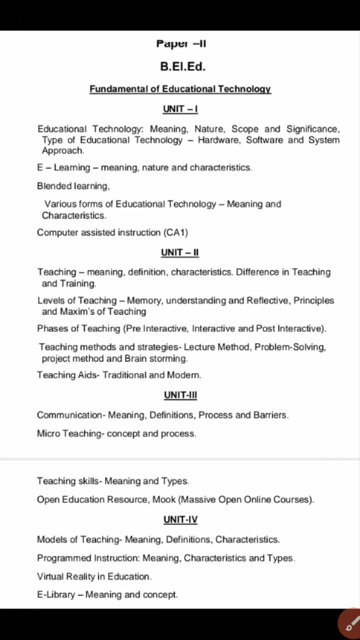 Paper –II
B.El.Ed.
Fundamental of Educational Technology
UNIT – I
Educational Technology: Meaning, Nature, Scope and Significance,
Type of Educational Technology – Hardware, Software and System
Approach.
E – Learning – meaning, nature and characteristics.
Blended learning,
Various forms of Educational Technology – Meaning and
Characteristics.
Computer assisted instruction (CA1)
UNIT – II
Teaching – meaning, definition, characteristics. Difference in Teaching
and Training.
Levels of Teaching – Memory, understanding and Reflective, Principles
and Maxim's of Teaching
Phases of Teaching (Pre Interactive, Interactive and Post Interactive).
Teaching methods and strategies- Lecture Method, Problem-Solving,
project method and Brain storming.
Teaching Aids- Traditional and Modern.
UNIT-III
Communication- Meaning, Definitions, Process and Barriers.
Micro Teaching- concept and process.
Teaching skills- Meaning and Types.
Open Education Resource, Mook (Massive Open Online Courses).
UNIT-IV
Models of Teaching- Meaning, Definitions, Characteristics.
Programmed Instruction: Meaning, Characteristics and Types.
Virtual Reality in Education.
E-Library – Meaning and concept.